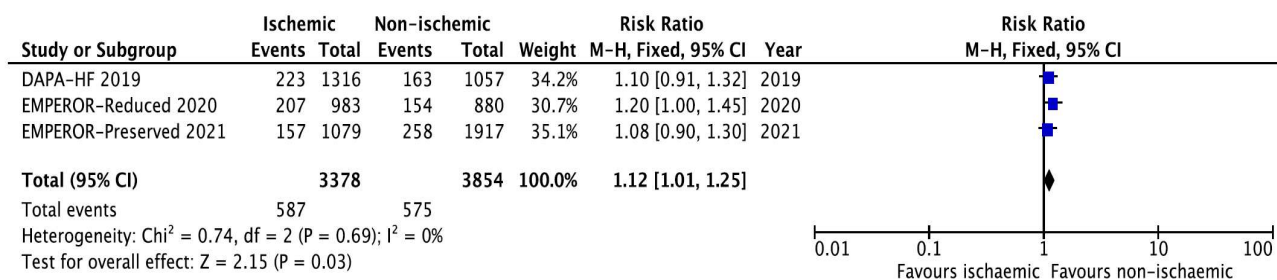 Ischemic Non-ischemic Risk Ratio Risk Ratio
Study or Subgroup Events Total Events Total Weight M-H, Fixed, 95% CI Year M-H, Fixed, 95% CI
DAPA-HF 2019 223 1316 163 1057 34.2% 1.10 [0.91, 1.32] 2019
EMPEROR-Reduced 2020 207 983 154 880 30.7% 1.20 [1.00, 1.45] 2020
EMPEROR-Preserved 2021 157 1079 258 1917 35.1% 1.08 [0.90, 1.30] 2021
Total (95% CI) 3378 3854 100.0% 1.12 [1.01, 1.25]
Total events 587 575
Heterogeneity: Chi² = 0.74, df = 2 (P = 0.69); I² = 0%
Test for overall effect: Z = 2.15 (P = 0.03)
0.01 0.1 1 10 100
Favours ischaemic Favours non-ischaemic